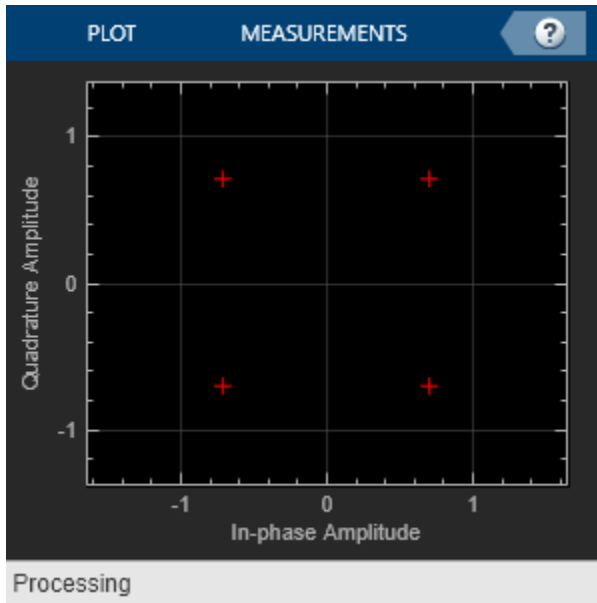 PLOT MEASUREMENTS ?
1
0
-1
Quadrature Amplitude
-1 0 1
In-phase Amplitude
Processing